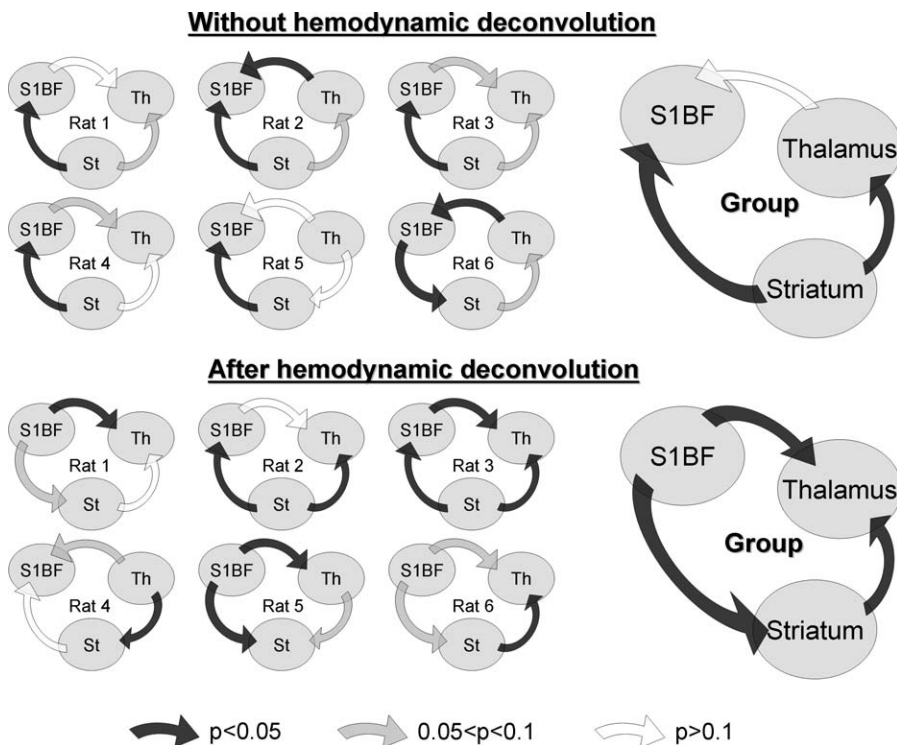 Without hemodynamic deconvolution
S1BF Th
Rat 1
St
S1BF Th
Rat 2
St
S1BF Th
Rat 3
St
S1BF Th
Rat 4
St
S1BF Th
Rat 5
St
S1BF Th
Rat 6
St
S1BF
Thalamus
Group
Striatum
After hemodynamic deconvolution
S1BF Th
Rat 1
St
S1BF Th
Rat 2
St
S1BF Th
Rat 3
St
S1BF Th
Rat 4
St
S1BF Th
Rat 5
St
S1BF Th
Rat 6
St
S1BF
Thalamus
Group
Striatum
p<0.05 0.05<p<0.1 p>0.1